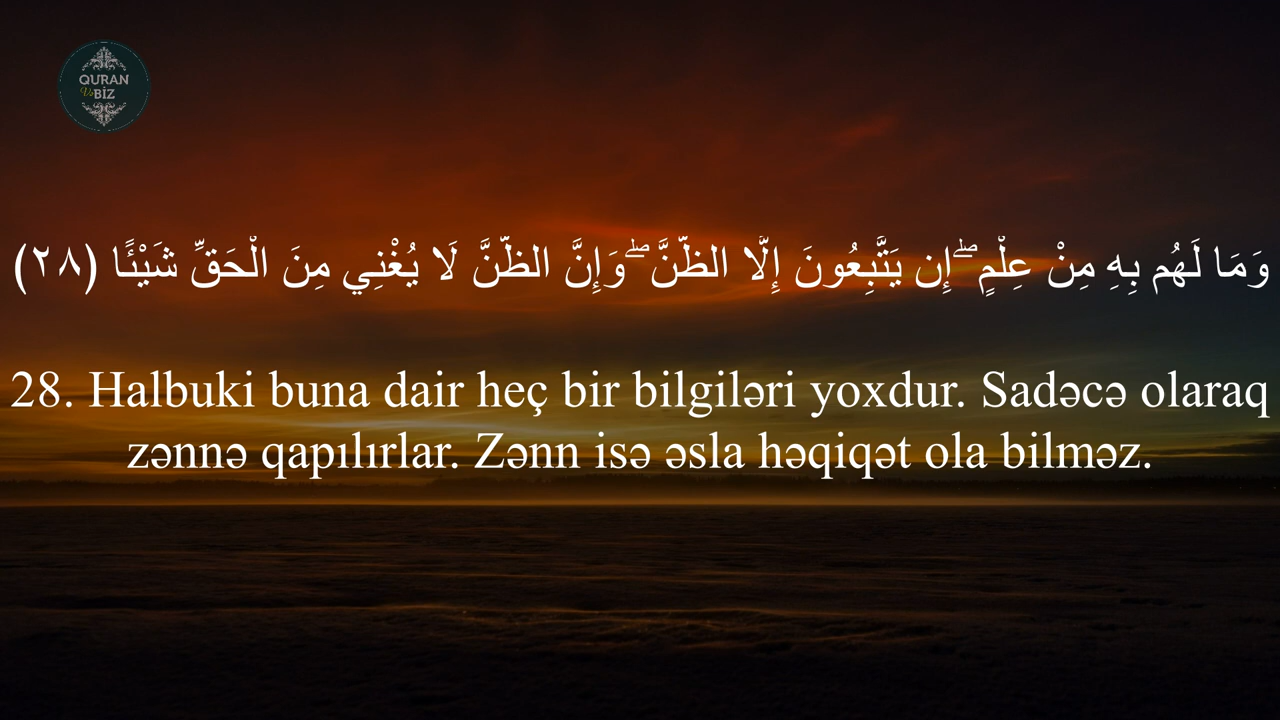 QURAN
Və BİZ
وَمَا لَهُم بِهِ مِنْ عِلْمٍ ۖ إِن يَتَّبِعُونَ إِلَّا الظَّنَّ ۖ وَإِنَّ الظَّنَّ لَا يُغْنِي مِنَ الْحَقِّ شَيْئًا (٢٨)
28. Halbuki buna dair heç bir bilgiləri yoxdur. Sadəcə olaraq
zənnə qapılırlar. Zənn isə əsla həqiqət ola bilməz.